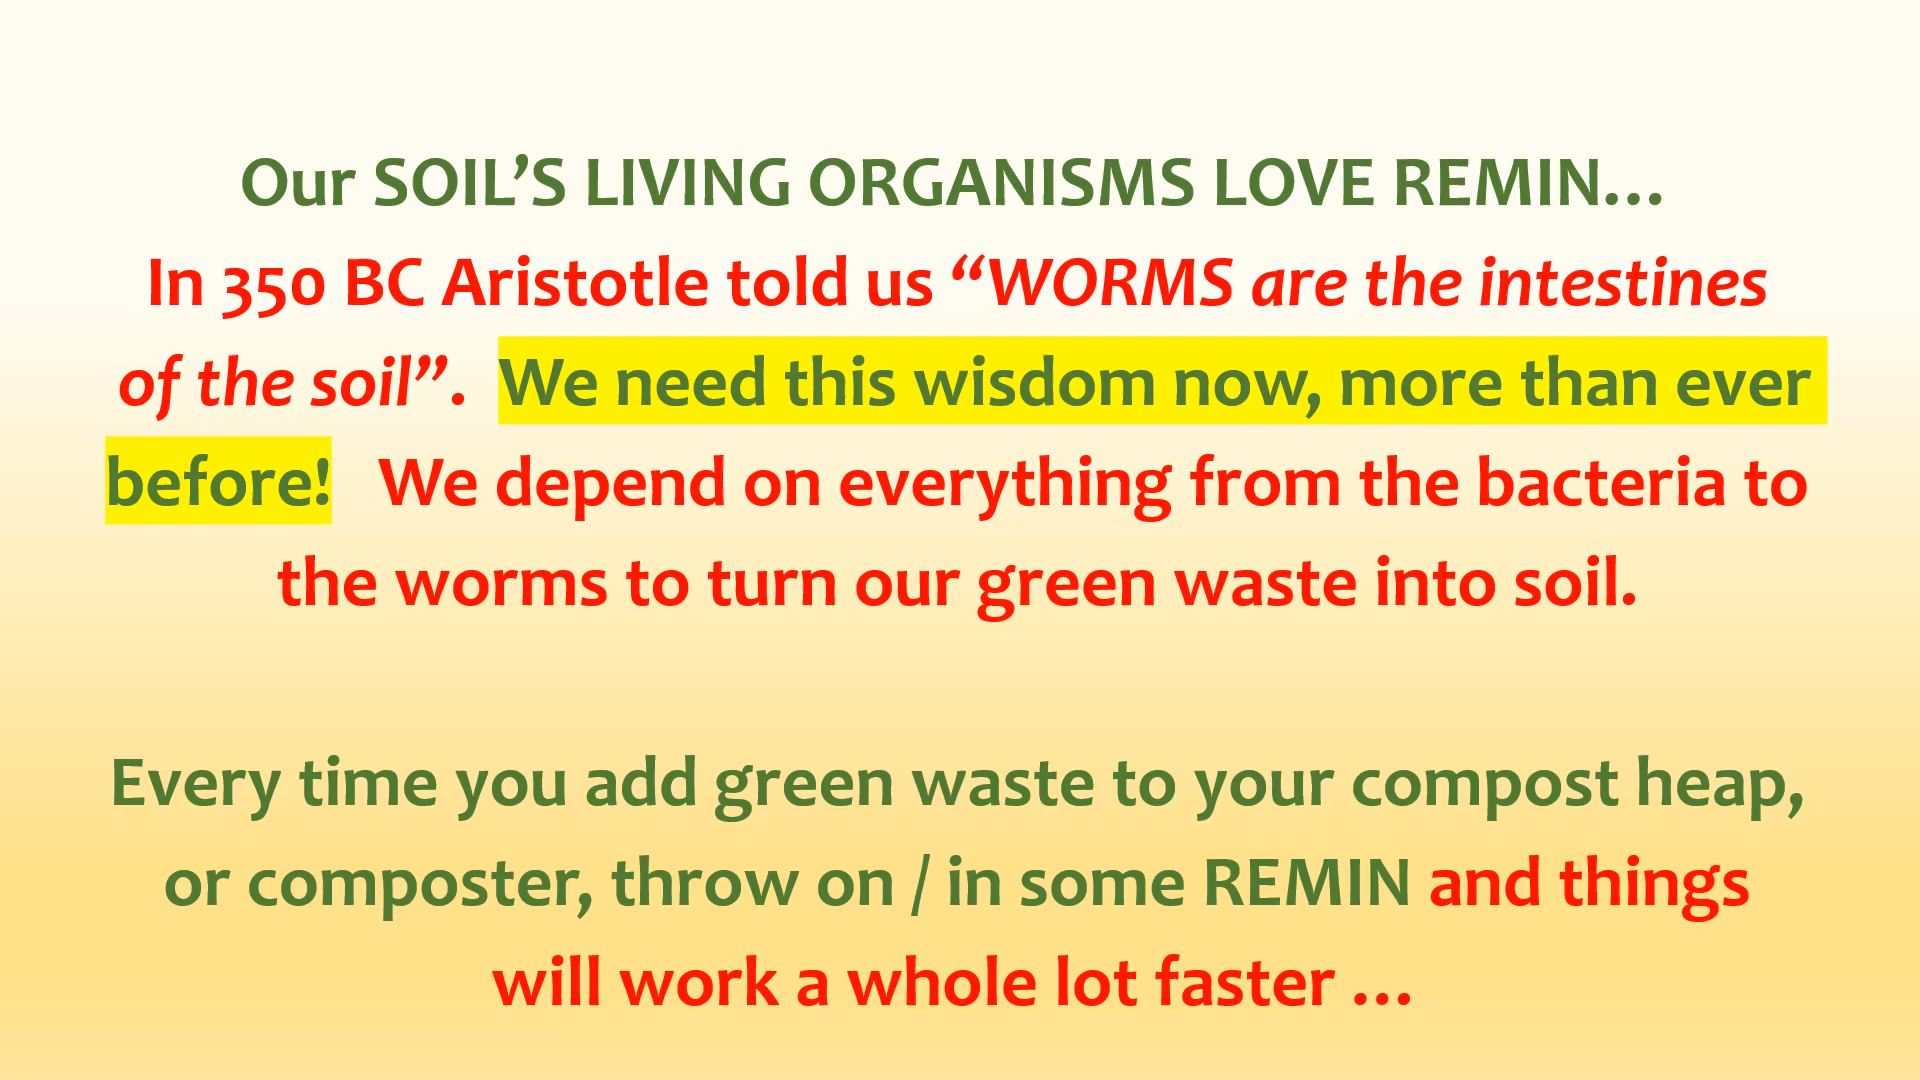 Our SOIL’S LIVING ORGANISMS LOVE REMIN…
In 350 BC Aristotle told us “WORMS are the intestines
of the soil”. We need this wisdom now, more than ever
before! We depend on everything from the bacteria to
the worms to turn our green waste into soil.
Every time you add green waste to your compost heap,
or composter, throw on / in some REMIN and things
will work a whole lot faster …